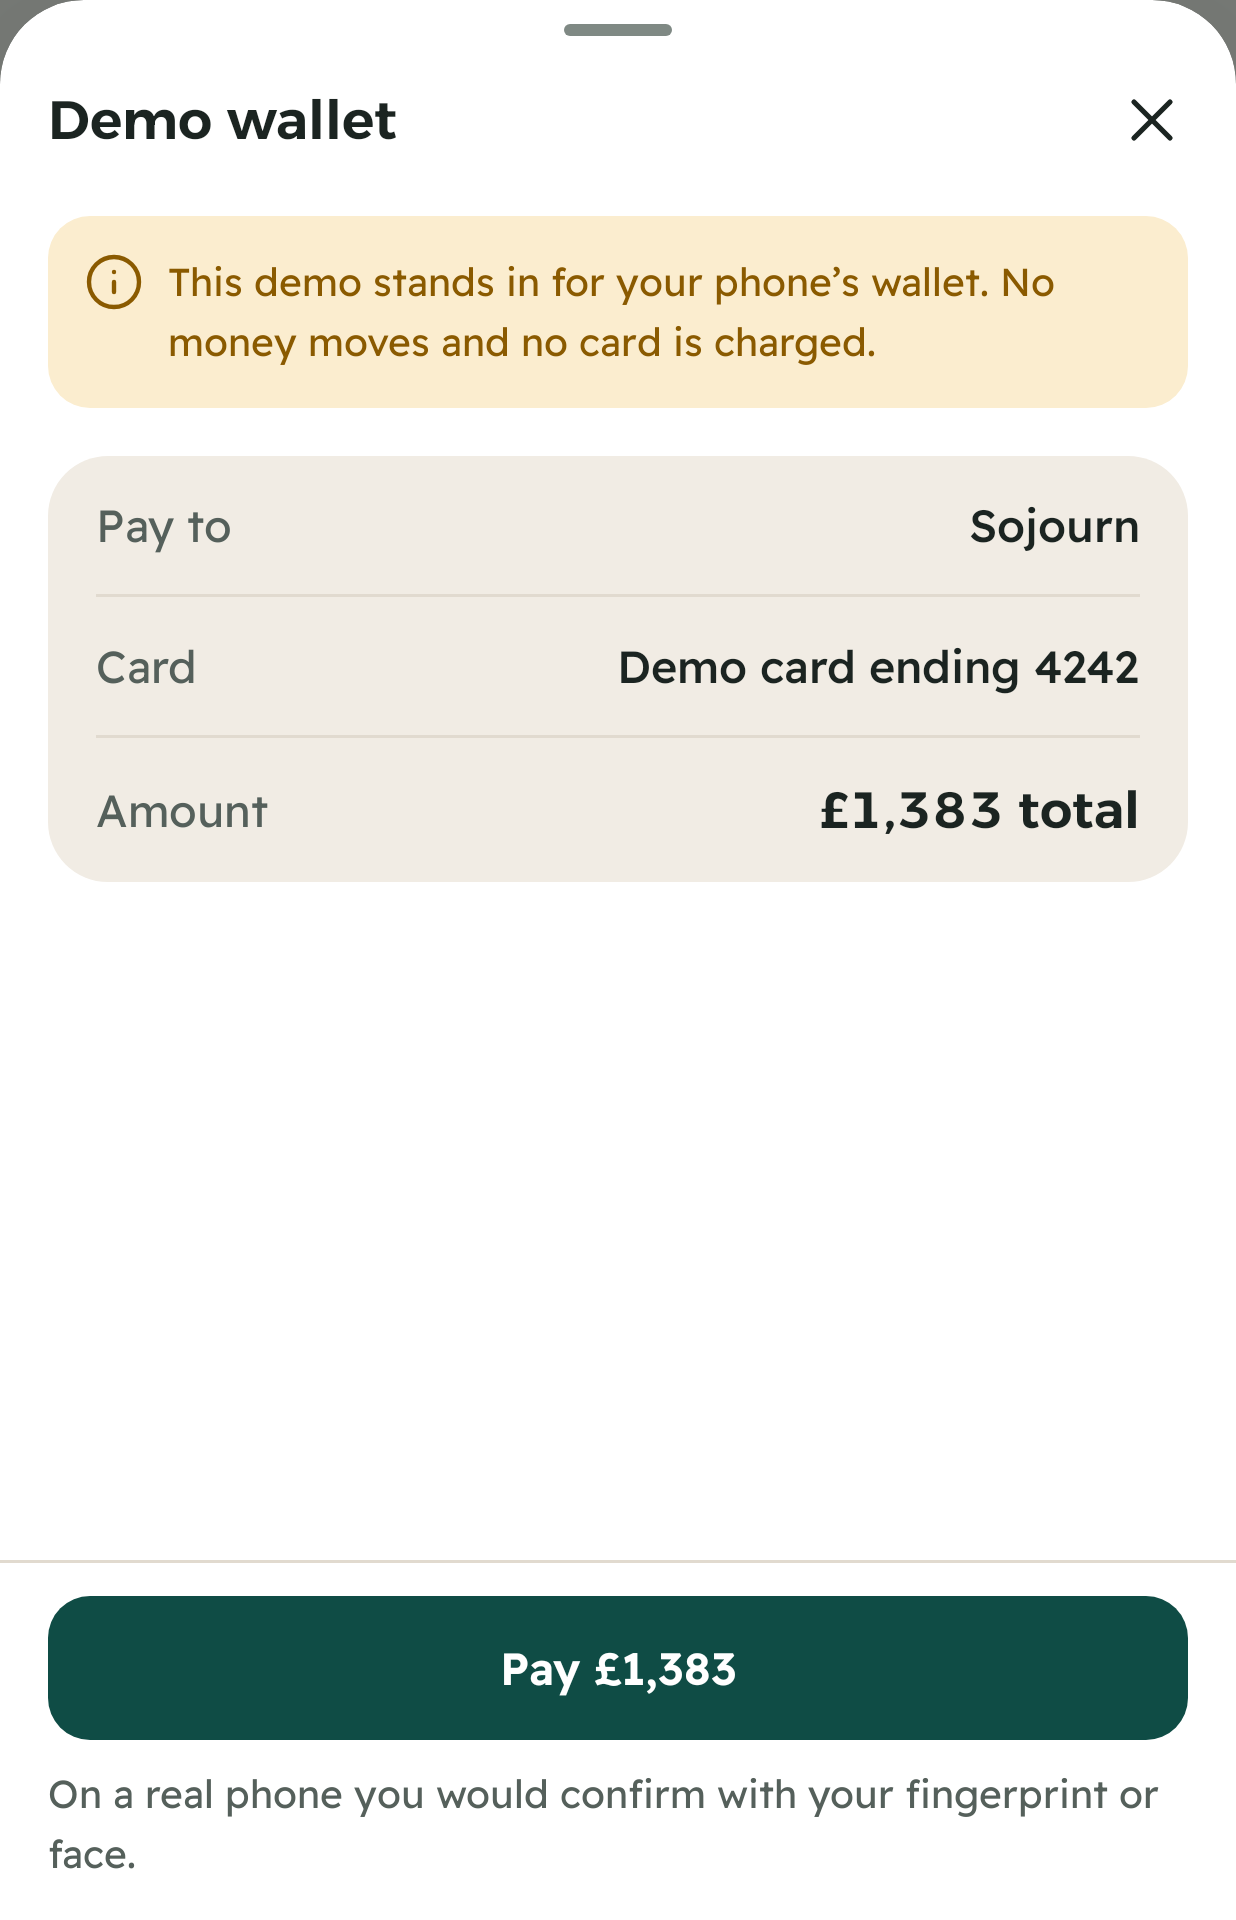 Demo wallet
This demo stands in for your phone’s wallet. No
money moves and no card is charged.
Pay to Sojourn
Card Demo card ending 4242
Amount £1,383 total
Pay £1,383
On a real phone you would confirm with your fingerprint or
face.